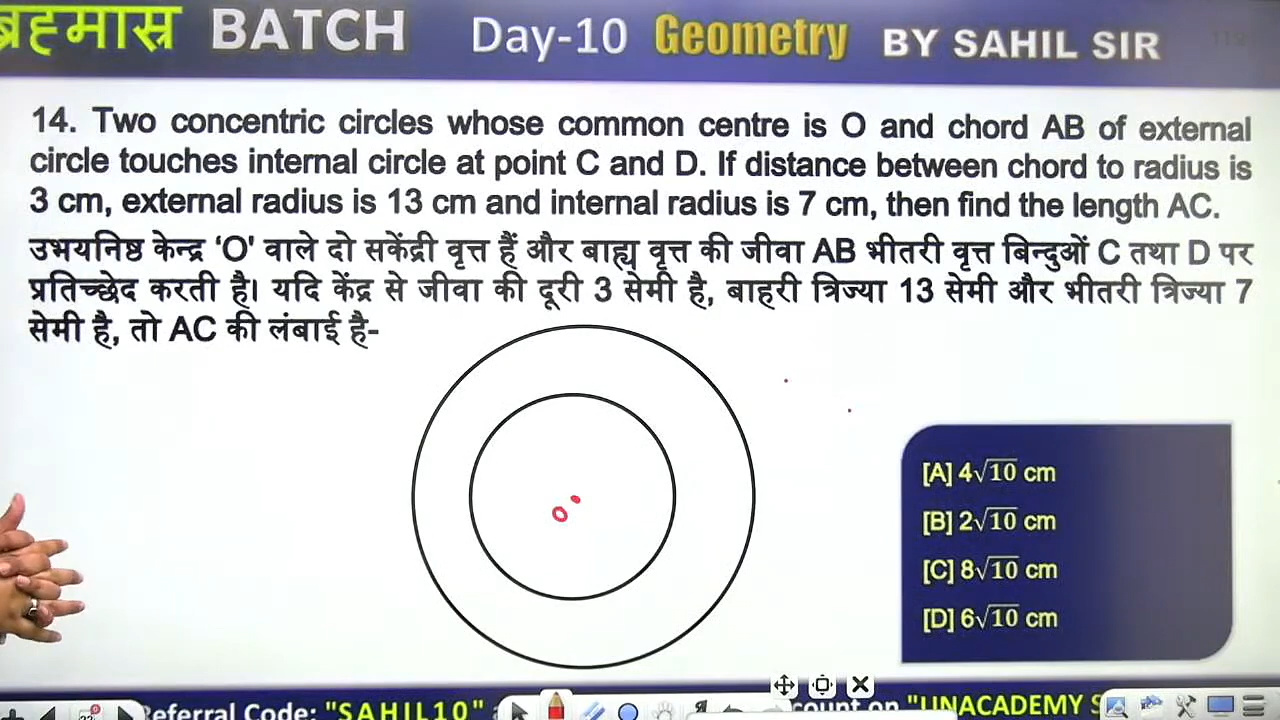 ब्रह्मास्र BATCH Day-10 Geometry BY SAHIL SIR
14. Two concentric circles whose common centre is O and chord AB of external
circle touches internal circle at point C and D. If distance between chord to radius is
3 cm, external radius is 13 cm and internal radius is 7 cm, then find the length AC.
उभयनिष्ठ केन्द्र ‘O' वाले दो सकेंद्री वृत्त हैं और बाह्य वृत्त की जीवा AB भीतरी वृत्त बिन्दुओं C तथा D पर
प्रतिच्छेद करती है। यदि केंद्र से जीवा की दूरी 3 सेमी है, बाहरी त्रिज्या 13 सेमी और भीतरी त्रिज्या 7
सेमी है, तो AC की लंबाई है-
O
[A] 4√10 cm
[B] 2√10 cm
[C] 8√10 cm
[D] 6√10 cm
eferral Code: "SAHIL10" count on "UNACADEMY S